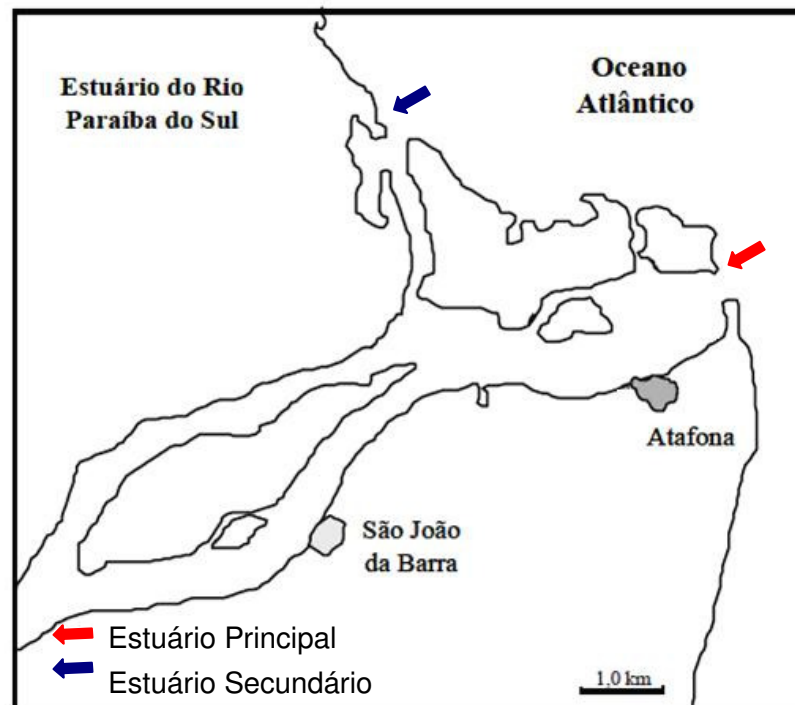 Estuário do Rio
Paraíba do Sul
Oceano
Atlântico
Atafona
São João
da Barra
Estuário Principal
Estuário Secundário
1,0 km